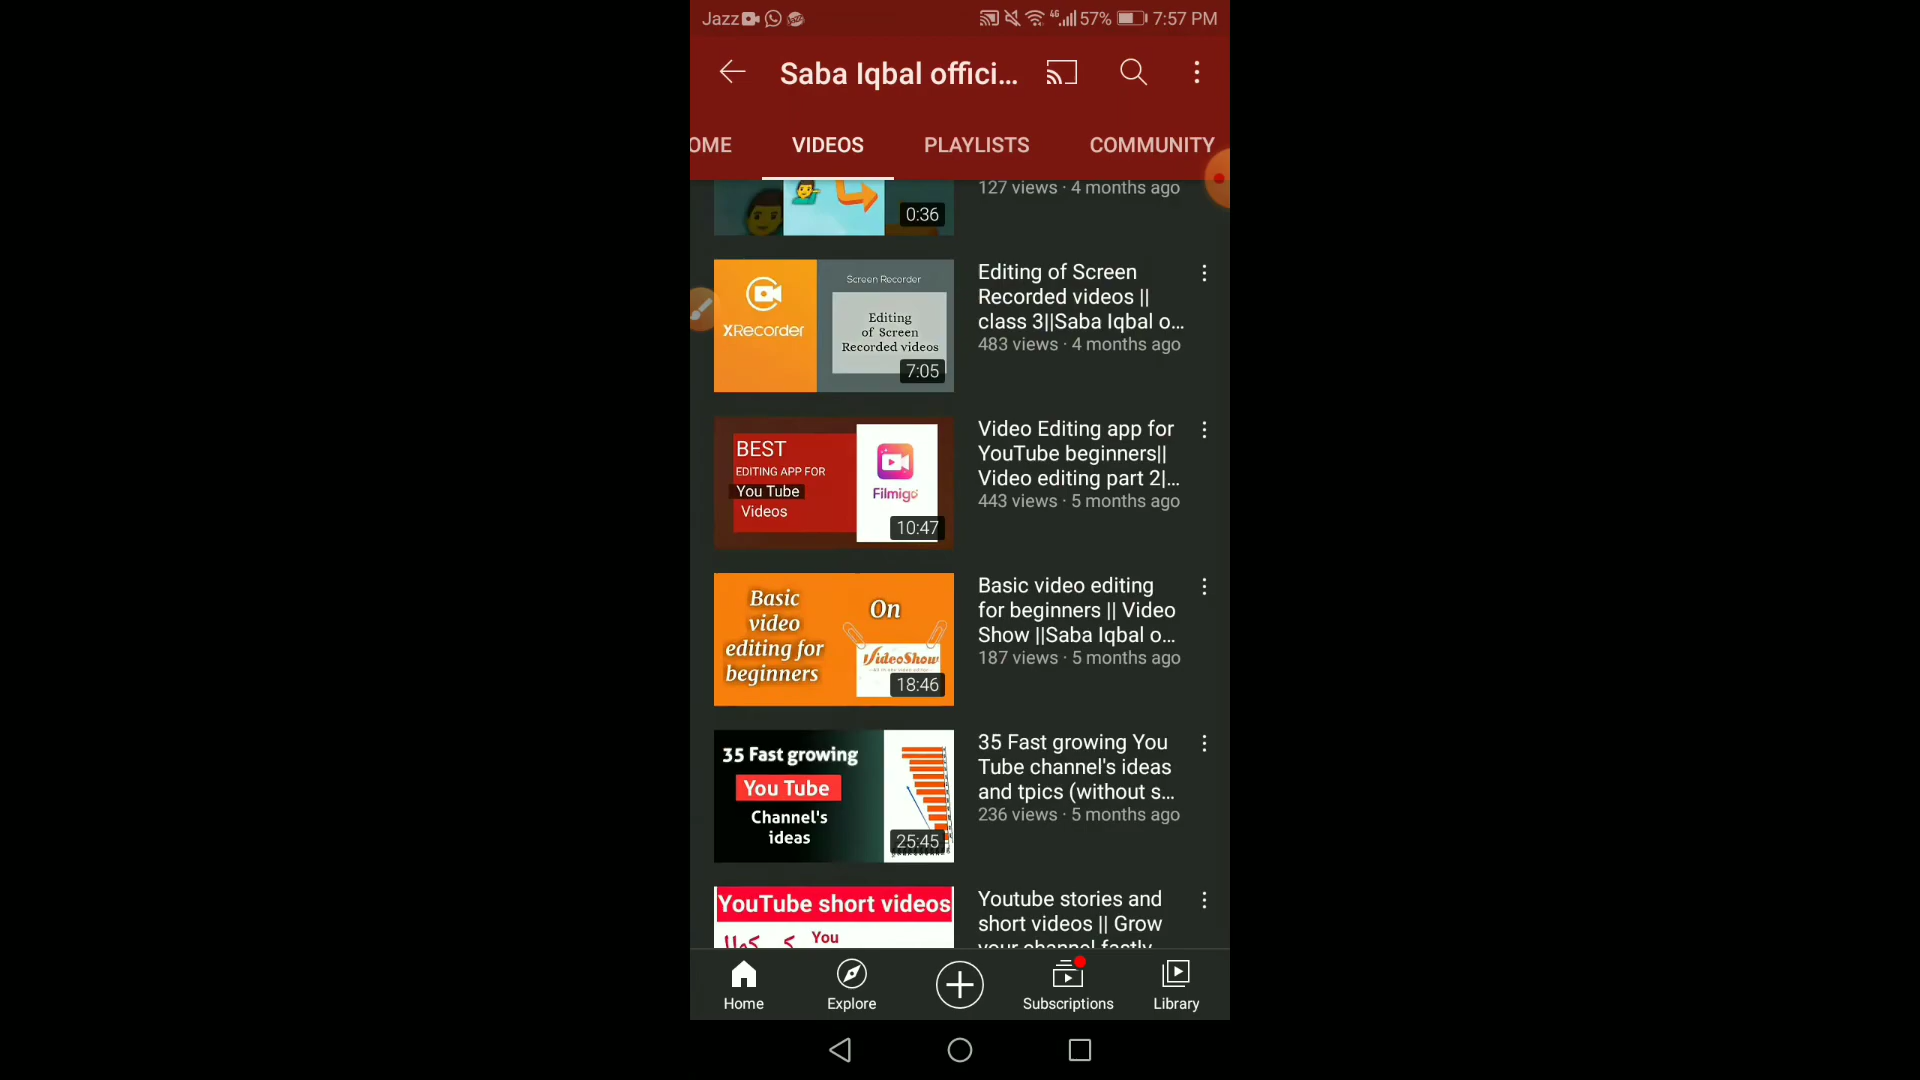 Jazz 4G 57% 7:57 PM
Saba Iqbal offici...
OME VIDEOS PLAYLISTS COMMUNITY
0:36
127 views · 4 months ago
XRecorder
Screen Recorder
Editing
of Screen
Recorded videos
7:05
Editing of Screen
Recorded videos ||
class 3||Saba Iqbal o...
483 views · 4 months ago
BEST
EDITING APP FOR
You Tube
Videos
Filmigo
10:47
Video Editing app for
YouTube beginners||
Video editing part 2|...
443 views · 5 months ago
Basic
video
editing for
beginners
On
VideoShow
18:46
Basic video editing
for beginners || Video
Show ||Saba Iqbal o...
187 views · 5 months ago
35 Fast growing
You Tube
Channel's
ideas
25:45
35 Fast growing You
Tube channel's ideas
and tpics (without s...
236 views · 5 months ago
YouTube short videos
You
Youtube stories and
short videos || Grow
your channel fastly
Home Explore Subscriptions Library